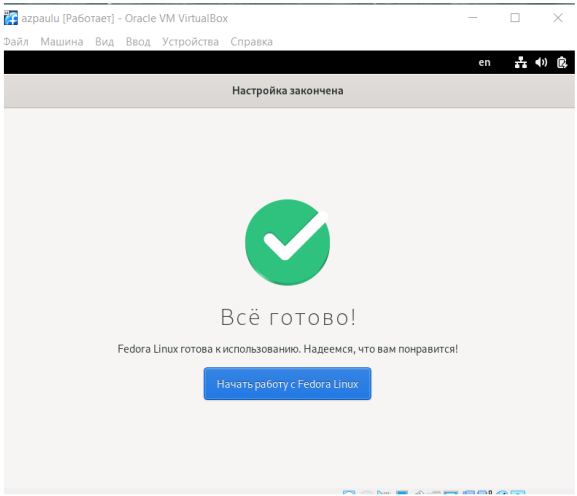 azpaulu [Работает] - Oracle VM VirtualBox
Файл Машина Вид Ввод Устройства Справка
en
Настройка закончена
Всё готово!
Fedora Linux готова к использованию. Надеемся, что вам понравится!
Начать работу с Fedora Linux